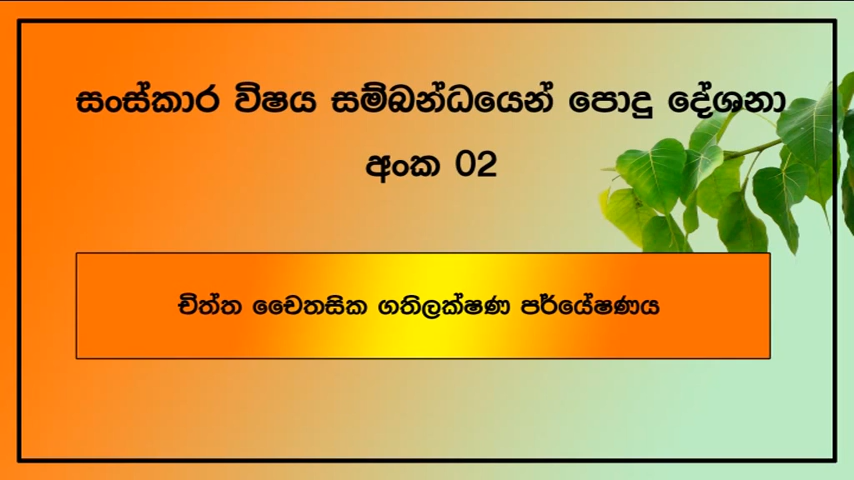 සංස්කාර විෂය සම්බන්ධයෙන් පොදු දේශනා
අංක 02
චිත්ත චෛතසික ගතිලක්ෂණ පර්යේෂණය